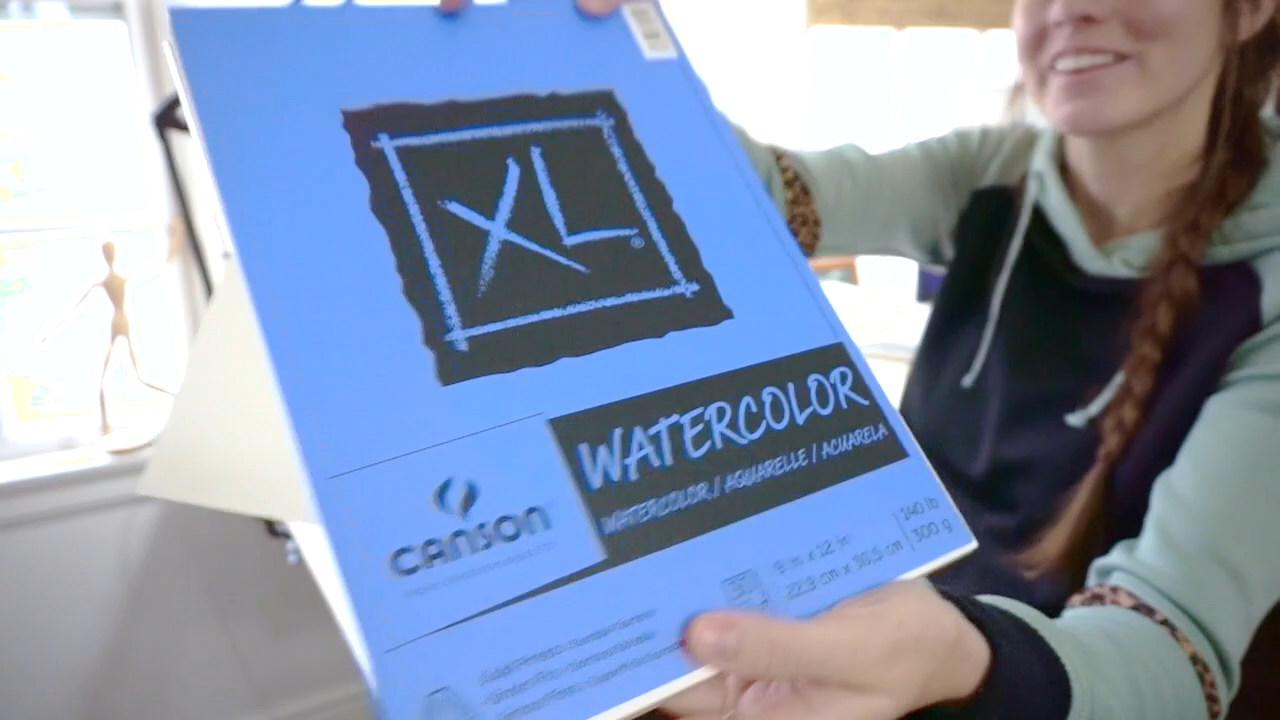 XL®
WATERCOLOR
WATERCOLOR / AQUARELLE / ACUARELA
CANSON
140 lb
9 in x 12 in
300 g
22,9 cm x 30,5 cm